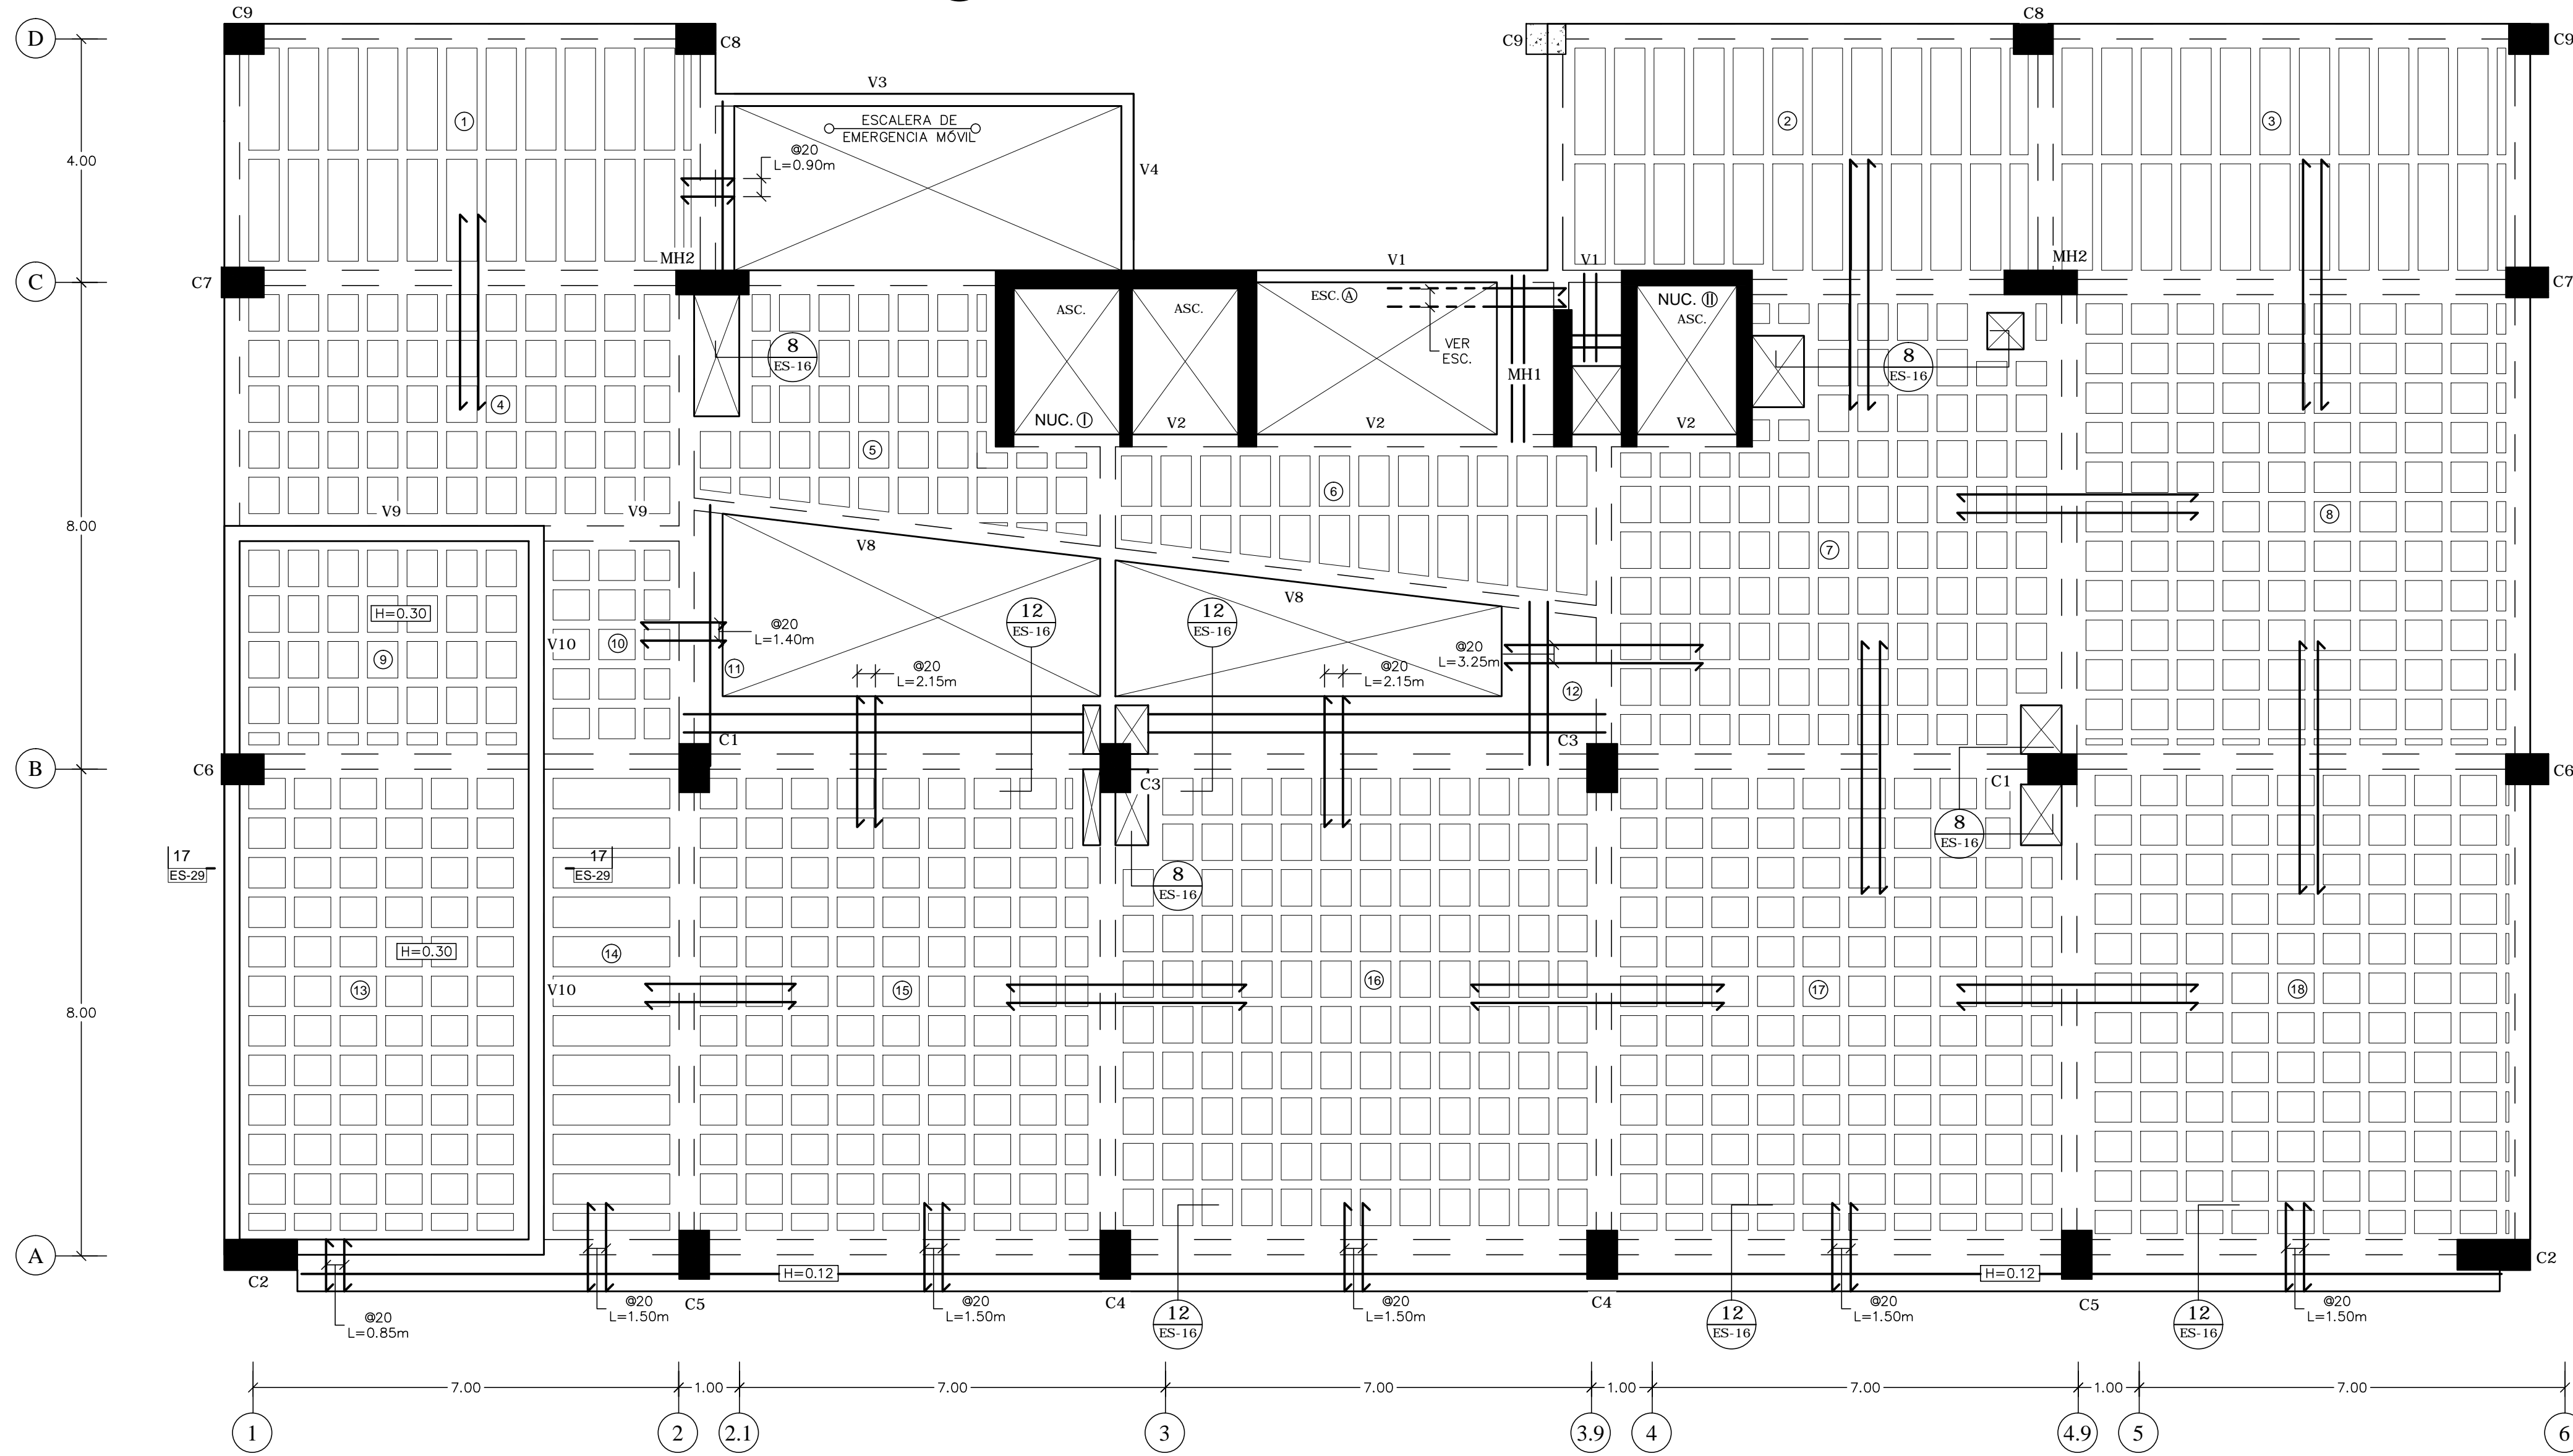 C9
C8
C9
C8
C9
D
V3
ESCALERA DE
EMERGENCIA MÓVIL
@20
L=0.90m
V4
1
2
3
4.00
MH2
V1
V1
MH2
C
C7
C7
ASC.
ASC.
ESC. A
NUC. II
ASC.
8
ES-16
VER
ESC.
8
ES-16
MH1
4
NUC. I
V2
V2
V2
5
6
V9
V9
8
8.00
V8
7
H=0.30
V8
12
ES-16
12
ES-16
@20
L=1.40m
V10
10
9
11
@20
L=2.15m
@20
L=2.15m
@20
L=3.25m
12
C1
C3
B
C6
C3
C1
C6
8
ES-16
17
ES-29
17
ES-29
8
ES-16
H=0.30
14
13
V10
15
16
17
18
8.00
A
C2
H=0.12
H=0.12
C2
@20
L=0.85m
@20
L=1.50m
C5
@20
L=1.50m
C4
12
ES-16
@20
L=1.50m
C4
12
ES-16
@20
L=1.50m
C5
12
ES-16
@20
L=1.50m
7.00
1.00
7.00
7.00
1.00
7.00
1.00
7.00
1
2
2.1
3
3.9
4
4.9
5
6